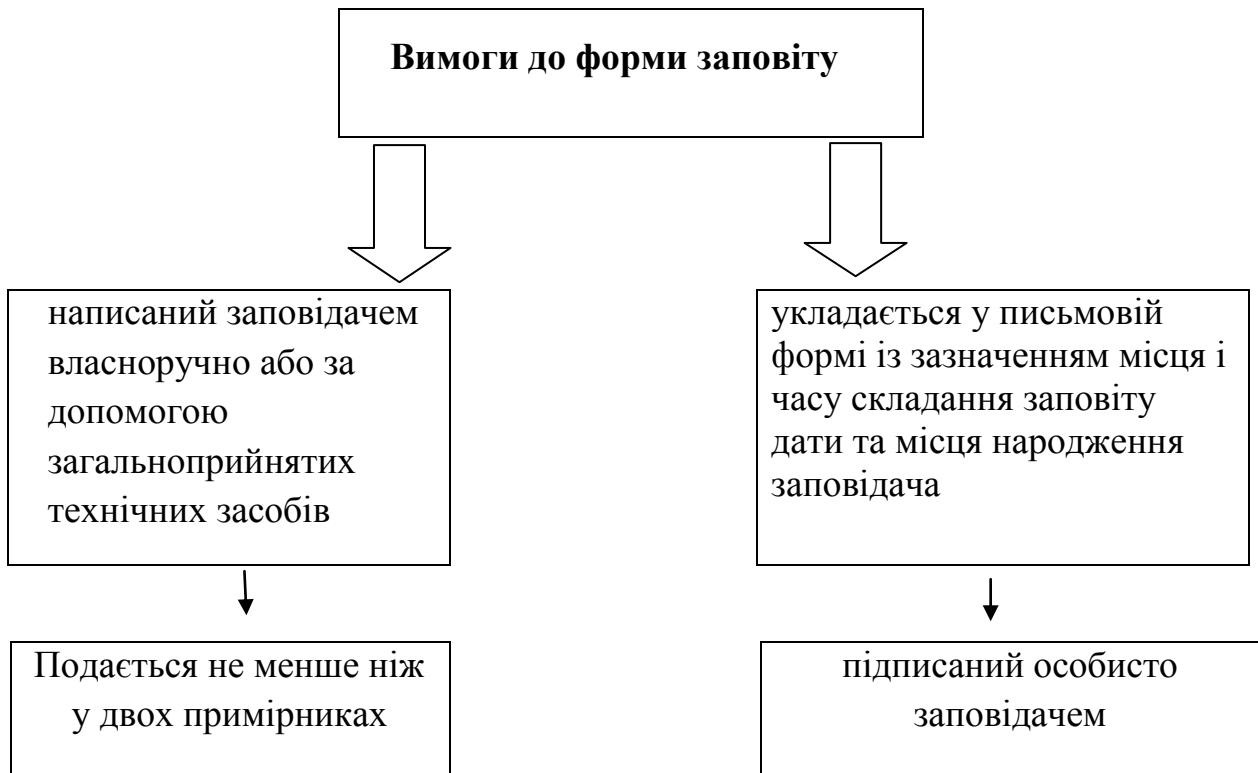 Вимоги до форми заповіту
написаний заповідачем
власноручно або за
допомогою
загальноприйнятих
технічних засобів
укладається у письмовій
формі із зазначенням місця і
часу складання заповіту
дати та місця народження
заповідача
Подається не менше ніж
у двох примірниках
підписаний особисто
заповідачем